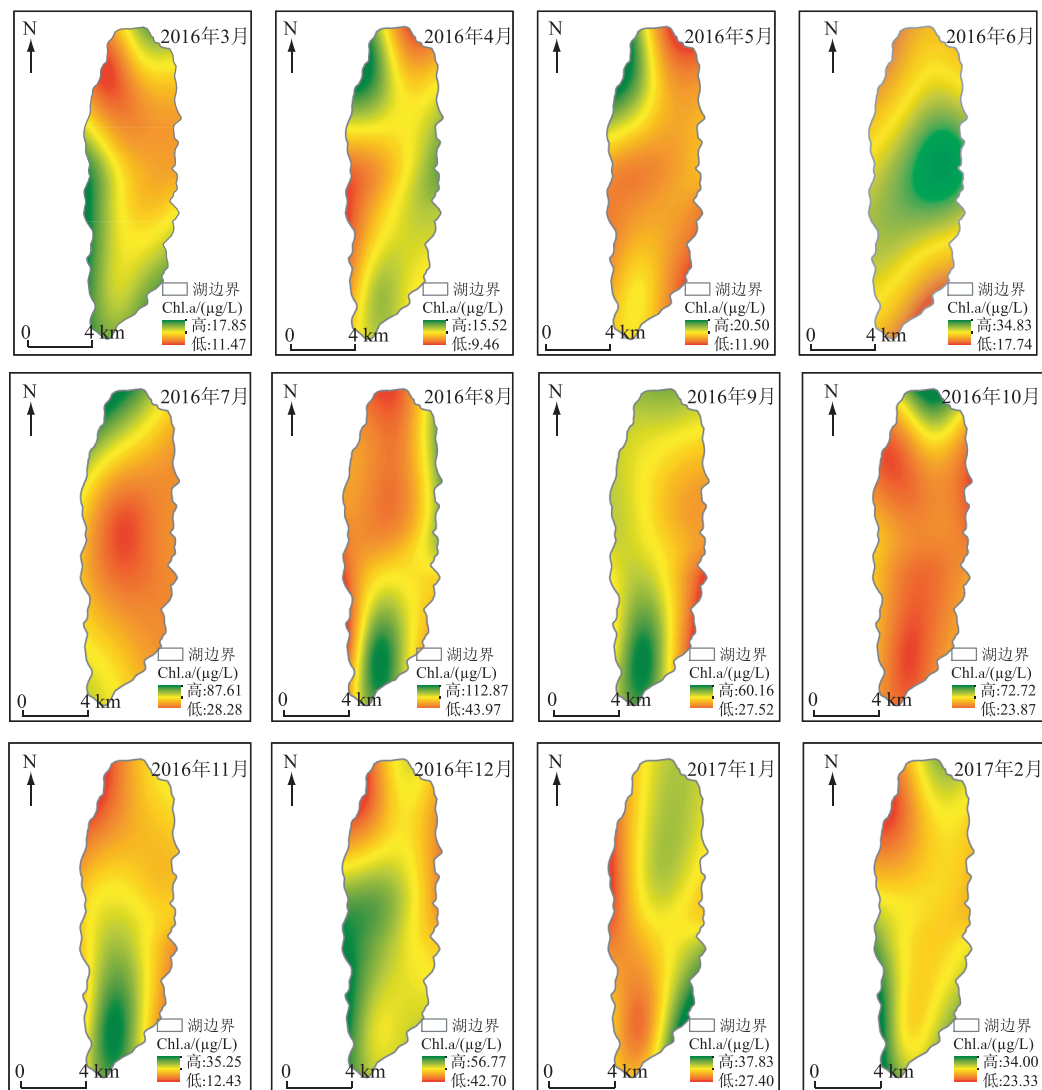 N
2016年3月
湖边界
Chl.a/(μg/L)
高:17.85
低:11.47
0
4 km
N
2016年4月
湖边界
Chl.a/(μg/L)
高:15.52
低:9.46
0
4 km
N
2016年5月
湖边界
Chl.a/(μg/L)
高:20.50
低:11.90
0
4 km
N
2016年6月
湖边界
Chl.a/(μg/L)
高:34.83
低:17.74
0
4 km
N
2016年7月
湖边界
Chl.a/(μg/L)
高:87.61
低:28.28
0
4 km
N
2016年8月
湖边界
Chl.a/(μg/L)
高:112.87
低:43.97
0
4 km
N
2016年9月
湖边界
Chl.a/(μg/L)
高:60.16
低:27.52
0
4 km
N
2016年10月
湖边界
Chl.a/(μg/L)
高:72.72
低:23.87
0
4 km
N
2016年11月
湖边界
Chl.a/(μg/L)
高:35.25
低:12.43
0
4 km
N
2016年12月
湖边界
Chl.a/(μg/L)
高:56.77
低:42.70
0
4 km
N
2017年1月
湖边界
Chl.a/(μg/L)
高:37.83
低:27.40
0
4 km
N
2017年2月
湖边界
Chl.a/(μg/L)
高:34.00
低:23.33
0
4 km